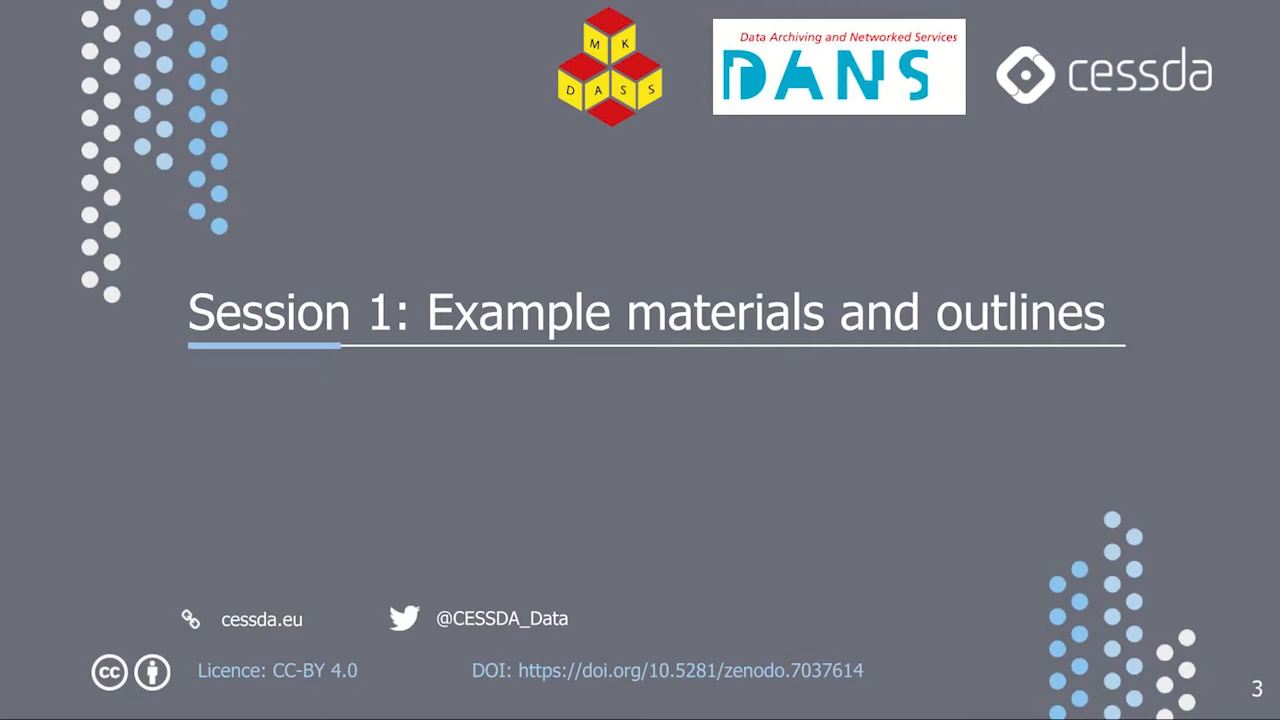 M K
D A S S
Data Archiving and Networked Services
DANS
cessda
Session 1: Example materials and outlines
cessda.eu
@CESSDA_Data
cc
Licence: CC-BY 4.0
DOI: https://doi.org/10.5281/zenodo.7037614
3